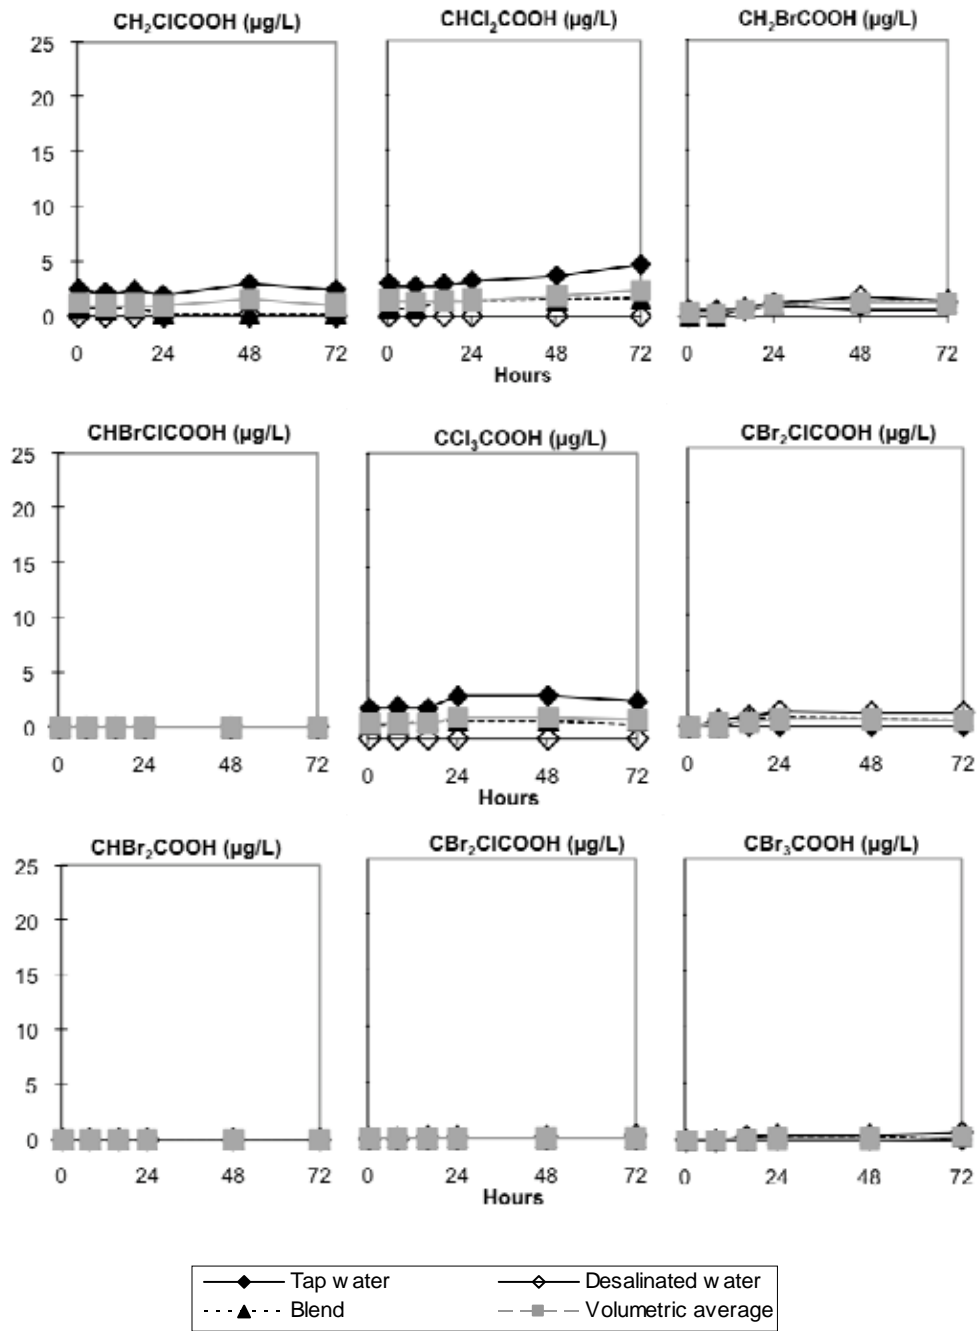 CH₂ClCOOH (µg/L) CHCl₂COOH (µg/L) CH₂BrCOOH (µg/L)
25
20
15
10
5
0
0 24 48 72 0 24 48 72 0 24 48 72
Hours
CHBrClCOOH (µg/L) CCl₃COOH (µg/L) CBr₂ClCOOH (µg/L)
25
20
15
10
5
0
0 24 48 72 0 24 48 72 0 24 48 72
Hours
CHBr₂COOH (µg/L) CBr₂ClCOOH (µg/L) CBr₃COOH (µg/L)
25
20
15
10
5
0
0 24 48 72 0 24 48 72 0 24 48 72
Hours
Tap water Desalinated water
Blend Volumetric average